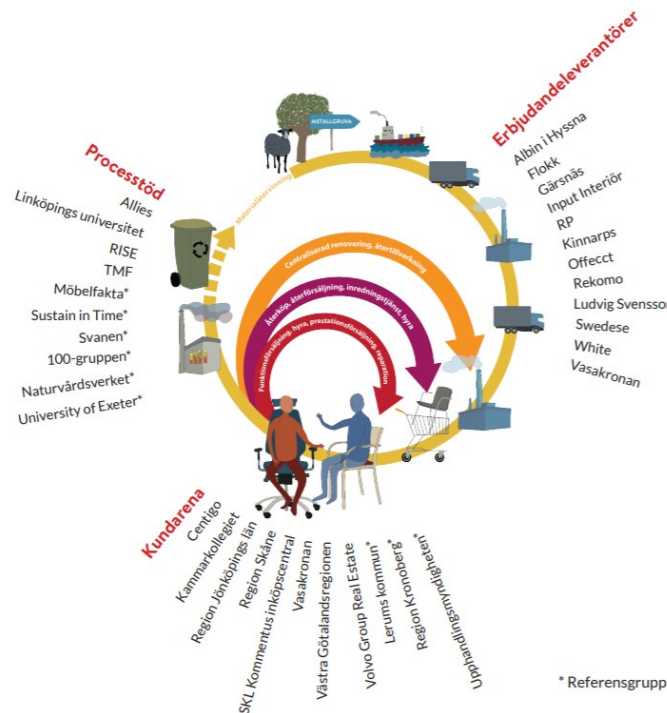 METALLGRUVA
Materialåtervinning
Centraliserad renovering, återtillverkning
Återköp, återförsäljning, inredningstjänst, hyra
Funktionsförsäljning, hyra, prestationsförsäljning, reparation
Processtöd
Allies
Linköpings universitet
RISE
TMF
Möbelfakta*
Sustain in Time*
Svanen*
100-gruppen*
Naturvårdsverket*
University of Exeter*
Erbjudandeleverantörer
Albin i Hyssna
Flokk
Gärsnäs
Input Interiör
RP
Kinnarps
Offecct
Rekomo
Ludvig Svensson
Swedese
White
Vasakronan
Kundarena
Centigo
Kammarkollegiet
Region Jönköpings län
Region Skåne
SKL Kommentus inköpscentral
Vasakronan
Västra Götalandsregionen
Volvo Group Real Estate
Lerums kommun*
Region Kronoberg*
Upphandlingsmyndigheten*
* Referensgrupp